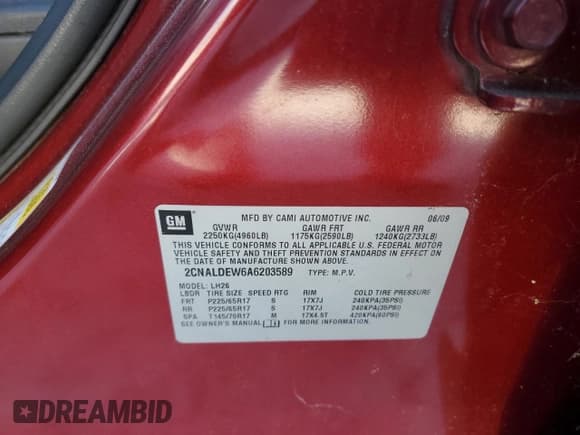 GM
MFD BY CAMI AUTOMOTIVE INC. 06/09
GVWR GAWR FRT GAWR RR
2250KG(4960LB) 1175KG(2590LB) 1240KG(2733LB)
THIS VEHICLE CONFORMS TO ALL APPLICABLE U.S. FEDERAL MOTOR
VEHICLE SAFETY AND THEFT PREVENTION STANDARDS IN EFFECT ON
THE DATE OF MANUFACTURE SHOWN ABOVE.
2CNALDEW6A6203589 TYPE: M.P.V.
MODEL: LH26
LBDR TIRE SIZE SPEED RTG RIM COLD TIRE PRESSURE
FRT P225/65R17 S 17X7J 240KPA(35PSI)
RR P225/65R17 S 17X7J 240KPA(35PSI)
SPA T145/70R17 M 17X4.5T 420KPA(60PSI)
SEE OWNER'S MANUAL FOR MORE INFORMATION.
DREAMBID